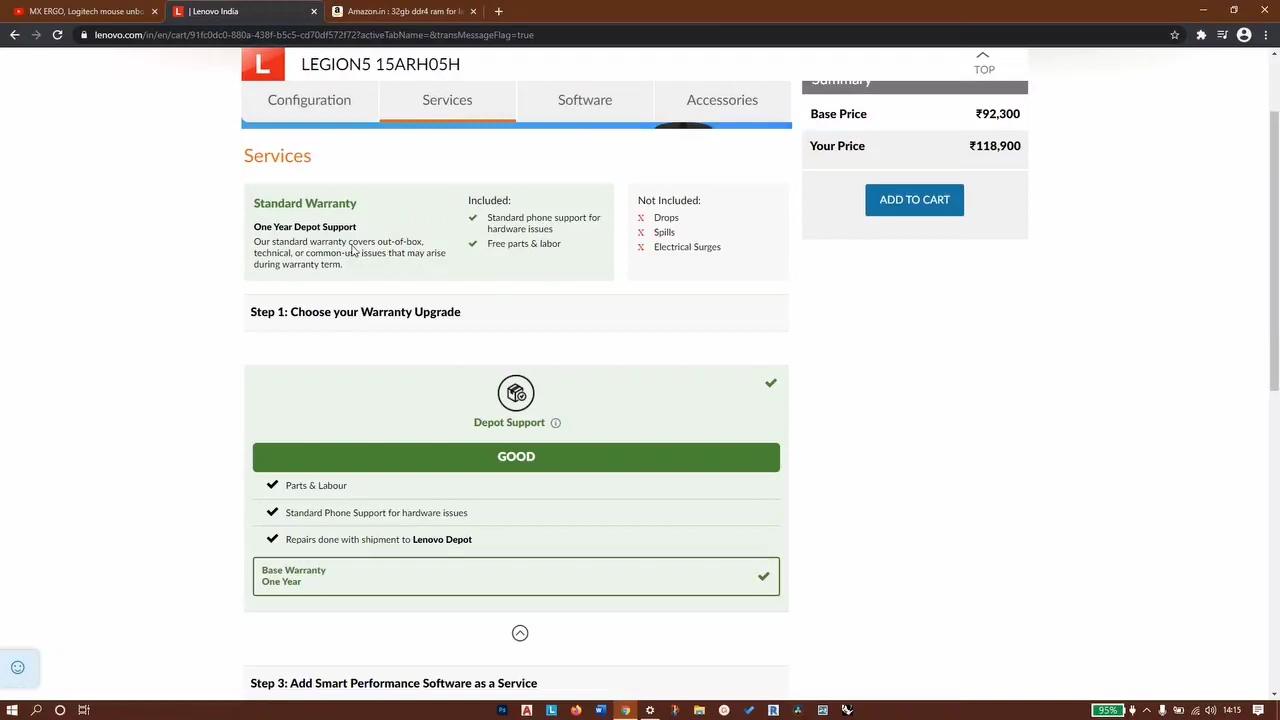 MX ERGO, Logitech mouse unb
| Lenovo India
Amazon.in : 32gb ddr4 ram for l
lenovo.com/in/en/cart/91fc0dc0-880a-438f-b5c5-cd70df572f72?activeTabName=&transMessageFlag=true
L
LEGION5 15ARH05H
TOP
Configuration
Services
Software
Accessories
Summary
Base Price
₹92,300
Your Price
₹118,900
ADD TO CART
Services
Standard Warranty
One Year Depot Support
Our standard warranty covers out-of-box,
technical, or common-use issues that may arise
during warranty term.
Included:
Standard phone support for
hardware issues
Free parts & labor
Not Included:
X Drops
X Spills
X Electrical Surges
Step 1: Choose your Warranty Upgrade
Depot Support
GOOD
Parts & Labour
Standard Phone Support for hardware issues
Repairs done with shipment to Lenovo Depot
Base Warranty
One Year
Step 3: Add Smart Performance Software as a Service
95%
14:15